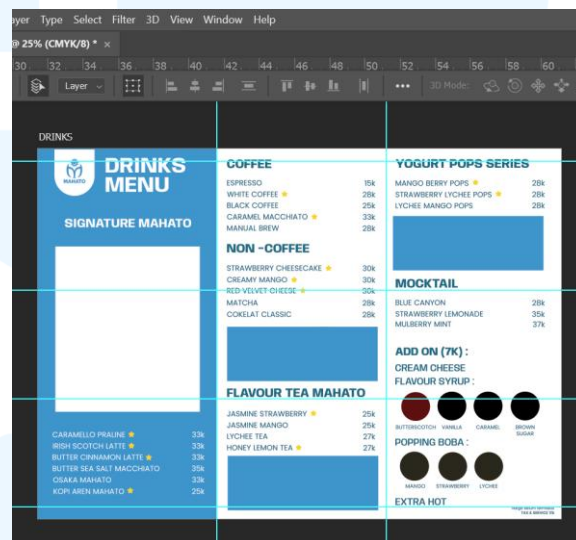 ayer Type Select Filter 3D View Window Help
@ 25% (CMYK/8) * ×
30 32 34 36 38 40 42 44 46 48 50 52 54 56 58 60
Layer
3D Mode:
DRINKS
MAHATO
DRINKS
MENU
SIGNATURE MAHATO
CARAMELLO PRALINE ★ 33k
IRISH SCOTCH LATTE ★ 33k
BUTTER CINNAMON LATTE ★ 33k
BUTTER SEA SALT MACCHIATO 35k
OSAKA MAHATO 33k
KOPI AREN MAHATO ★ 25k
COFFEE
ESPRESSO 15k
WHITE COFFEE ★ 28k
BLACK COFFEE 25k
CARAMEL MACCHIATO ★ 33k
MANUAL BREW 28k
NON -COFFEE
STRAWBERRY CHEESECAKE ★ 30k
CREAMY MANGO ★ 30k
RED VELVET CHEESE ★ 30k
MATCHA 28k
COKELAT CLASSIC 28k
FLAVOUR TEA MAHATO
JASMINE STRAWBERRY ★ 25k
JASMINE MANGO 25k
LYCHEE TEA 27k
HONEY LEMON TEA ★ 27k
YOGURT POPS SERIES
MANGO BERRY POPS ★ 28k
STRAWBERRY LYCHEE POPS ★ 28k
LYCHEE MANGO POPS 28k
MOCKTAIL
BLUE CANYON 28k
STRAWBERRY LEMONADE 35k
MULBERRY MINT 37k
ADD ON (7K) :
CREAM CHEESE
FLAVOUR SYRUP :
BUTTERSCOTCH VANILLA CARAMEL BROWN SUGAR
POPPING BOBA :
MANGO STRAWBERRY LYCHEE
EXTRA HOT
TAX & SERVICE